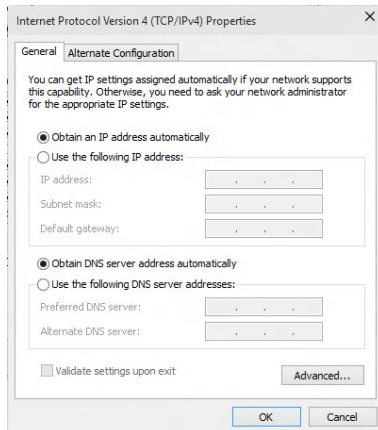 Internet Protocol Version 4 (TCP/IPv4) Properties
General
Alternate Configuration
You can get IP settings assigned automatically if your network supports
this capability. Otherwise, you need to ask your network administrator
for the appropriate IP settings.
Obtain an IP address automatically
Use the following IP address:
IP address:
Subnet mask:
Default gateway:
Obtain DNS server address automatically
Use the following DNS server addresses:
Preferred DNS server:
Alternate DNS server:
Validate settings upon exit
Advanced...
OK
Cancel